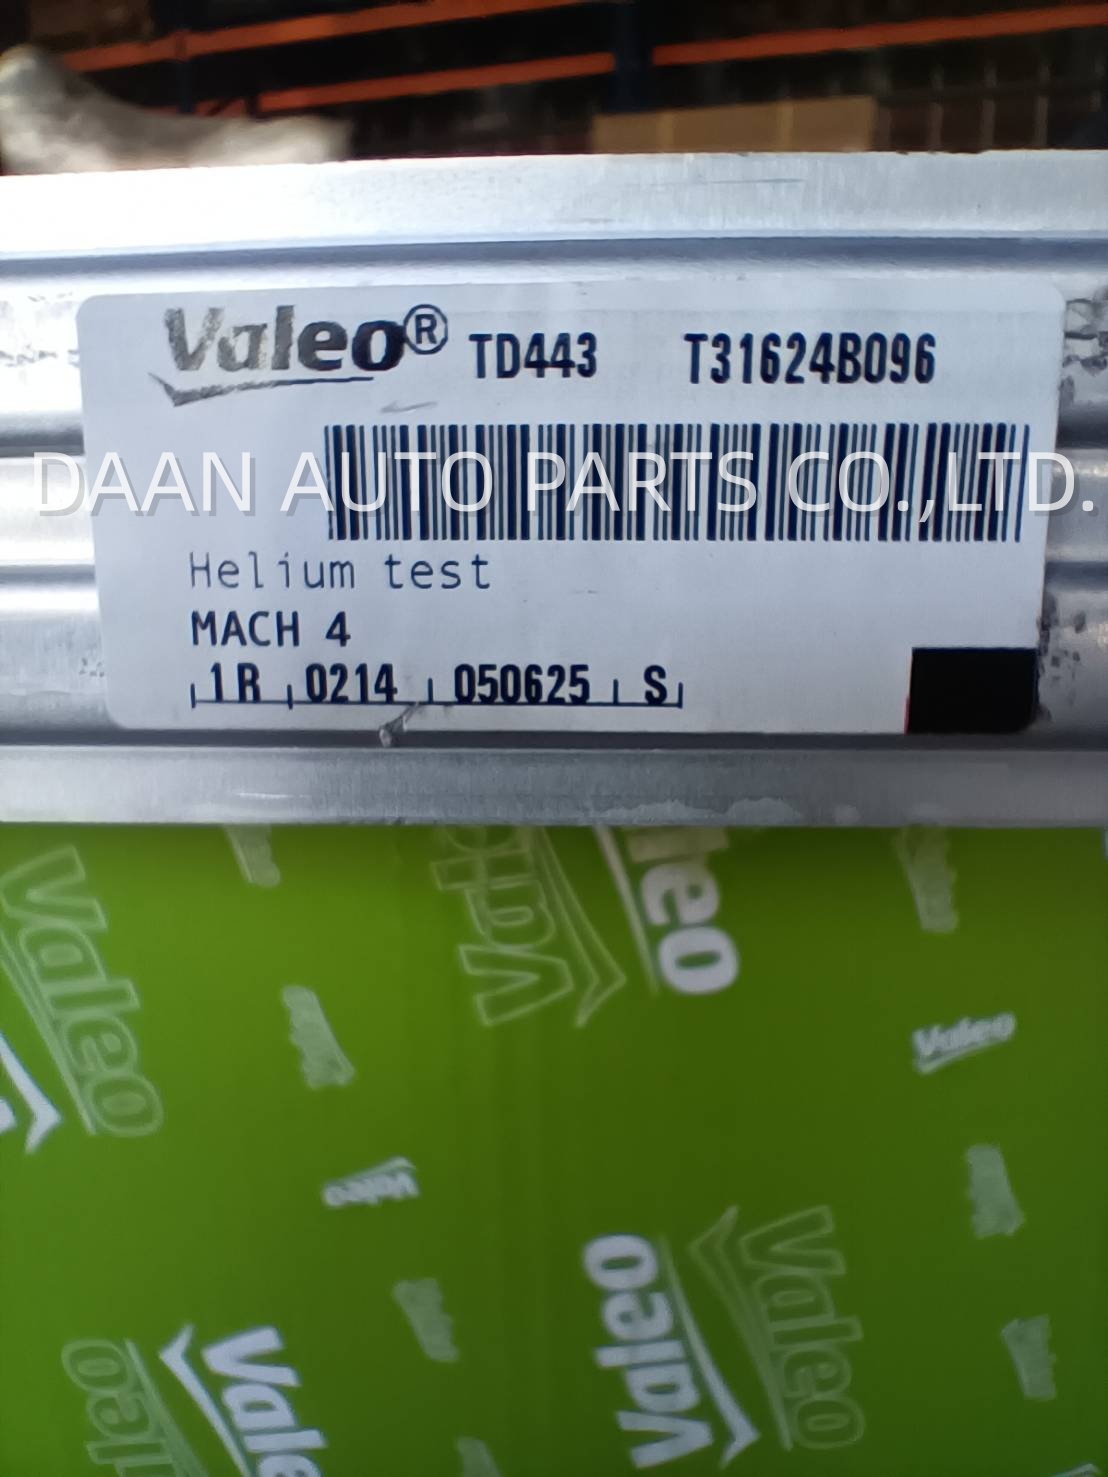 Valeo® TD443 T31624B096
DAAN AUTO PARTS CO.,LTD.
Helium test
MACH 4
1R 0214 050625 S
Valeo
Valeo
Valeo
Valeo
Valeo
Valeo
Valeo
Valeo